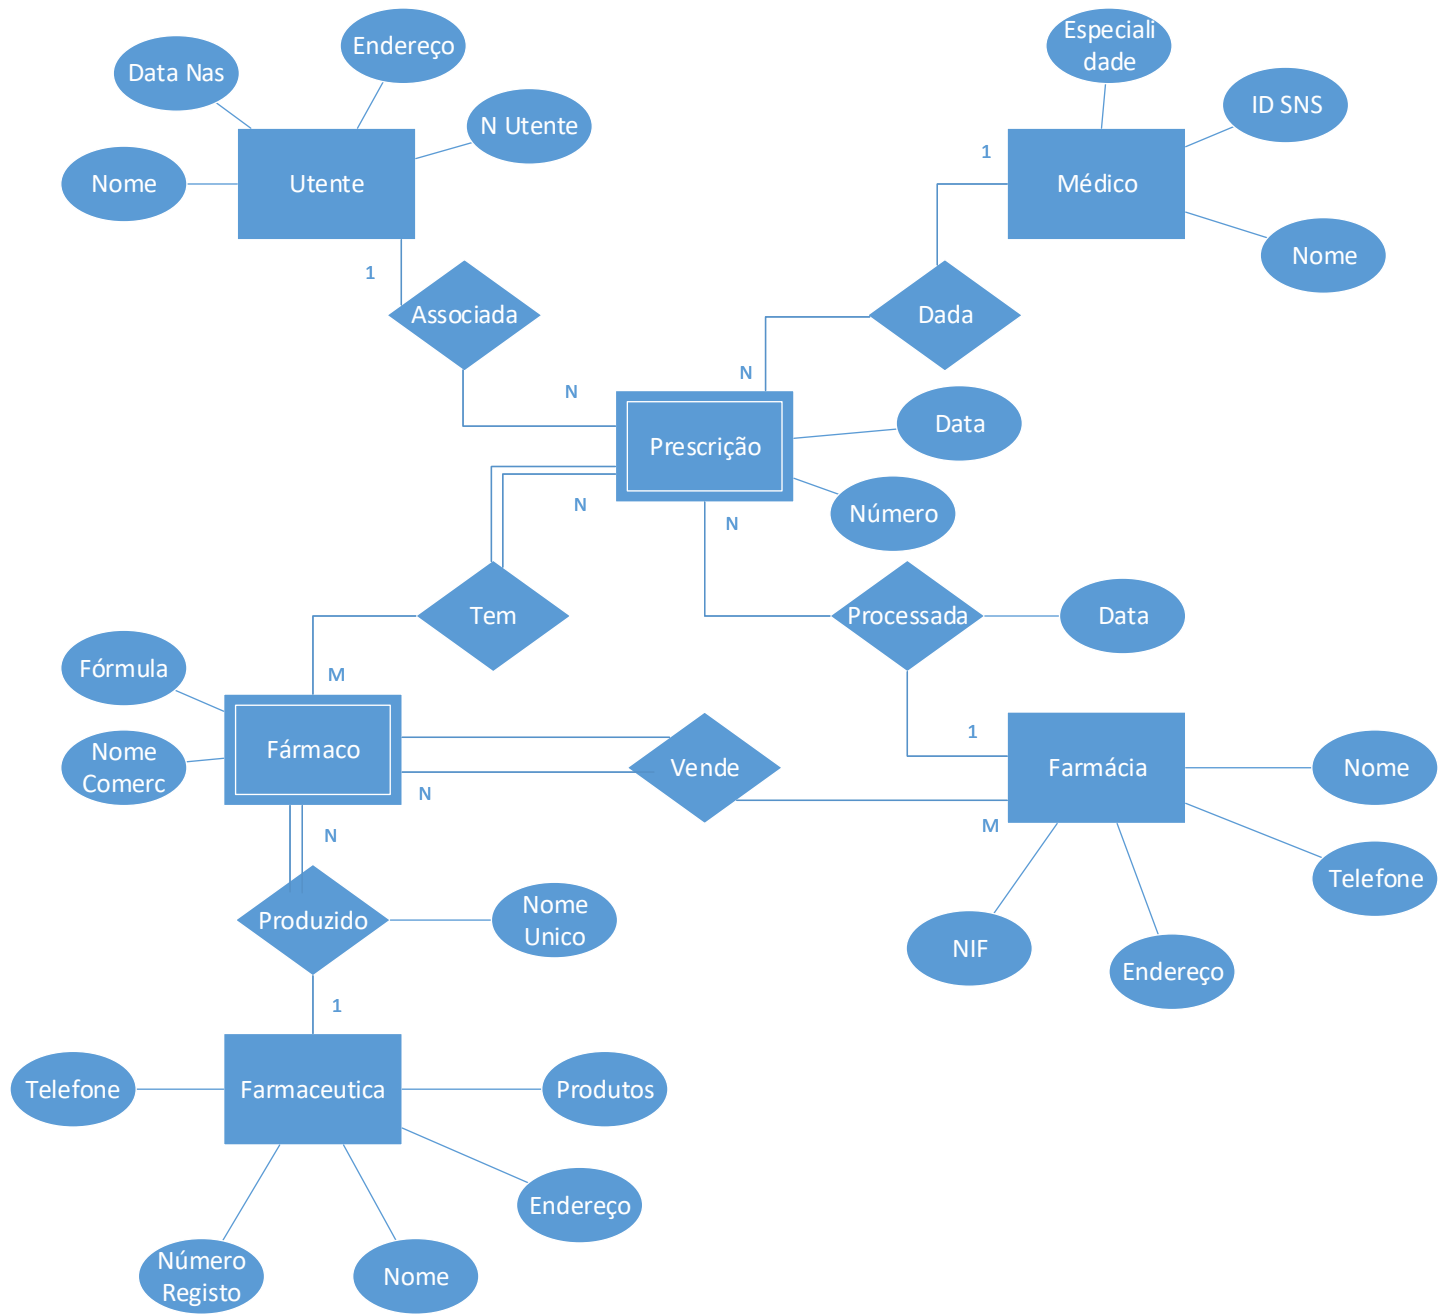 Endereço
Data Nas
N Utente
Nome
Utente
Especiali
dade
ID SNS
1
Médico
Nome
1
Associada
Dada
N
N
Prescrição
Data
Número
N
N
Tem
Processada
Data
Fórmula
M
Nome
Comerc
Fármaco
Vende
1
Farmácia
Nome
N
M
Telefone
N
Produzido
Nome
Unico
NIF
Endereço
1
Telefone
Farmaceutica
Produtos
Endereço
Número
Registo
Nome